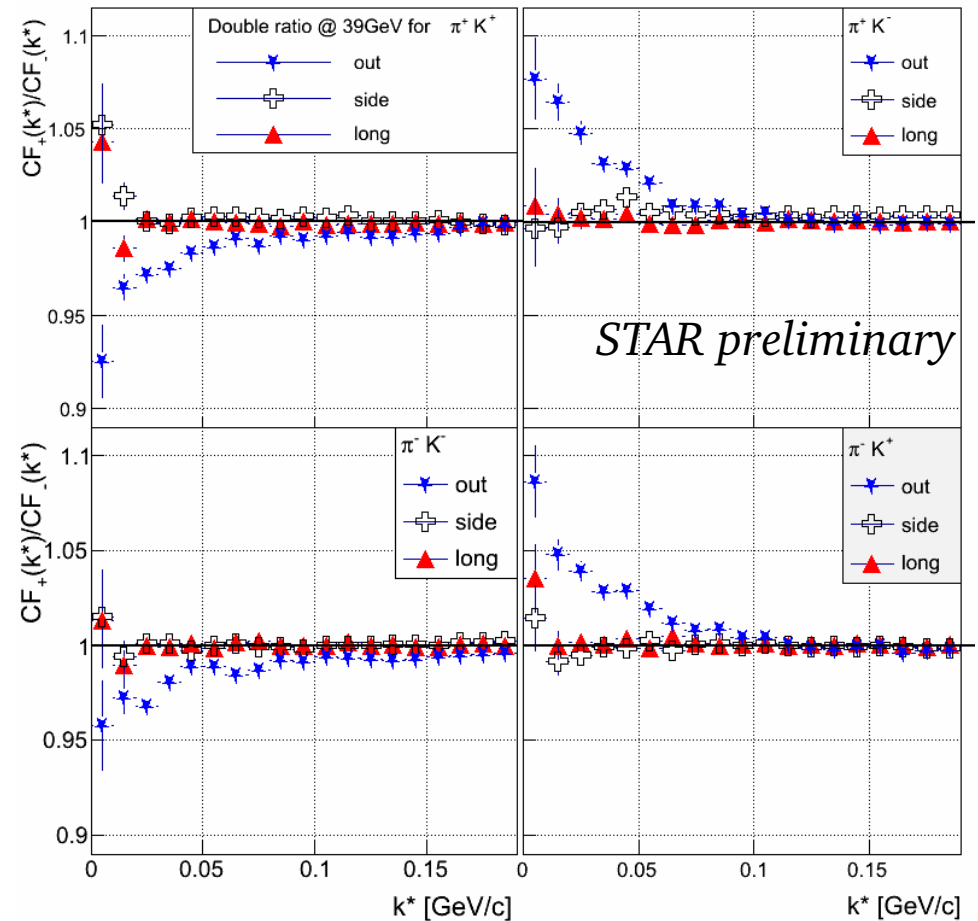 Double ratio @ 39GeV for π⁺ K⁺
out
side
long
CF₊(k*)/CF₋(k*)
1.1
1.05
1
0.95
0.9
π⁺ K⁻
out
side
long
STAR preliminary
π⁻ K⁻
out
side
long
CF₊(k*)/CF₋(k*)
1.1
1.05
1
0.95
0.9
π⁻ K⁺
out
side
long
0 0.05 0.1 0.15
0 0.05 0.1 0.15
k* [GeV/c]
k* [GeV/c]